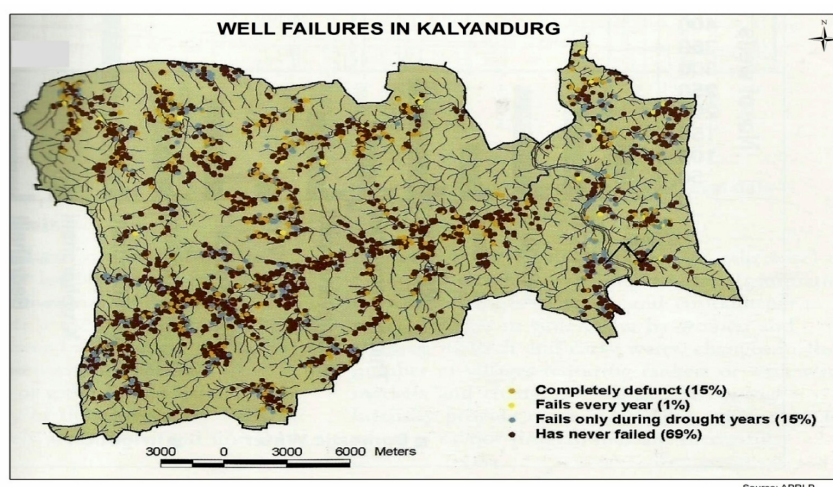 WELL FAILURES IN KALYANDURG
N
Completely defunct (15%)
Fails every year (1%)
Fails only during drought years (15%)
Has never failed (69%)
3000 0 3000 6000 Meters